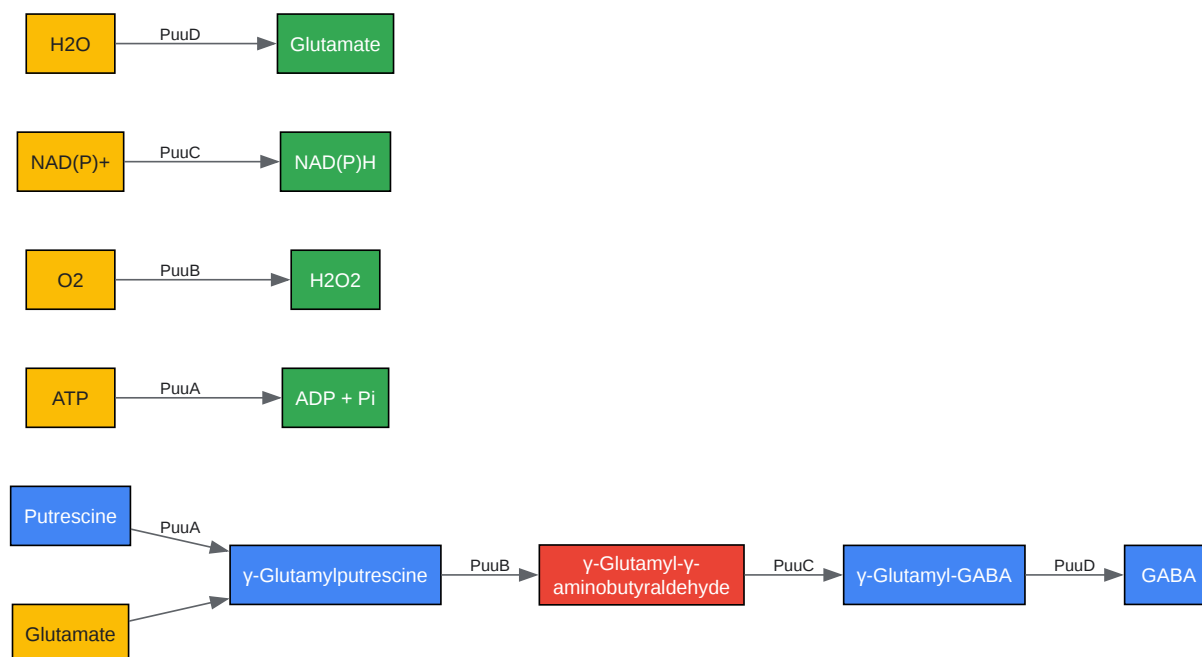 H2O
PuuD
Glutamate
NAD(P)+
PuuC
NAD(P)H
O2
PuuB
H2O2
ATP
PuuA
ADP + Pi
Putrescine
PuuA
Glutamate
γ-Glutamylputrescine
PuuB
γ-Glutamyl-γ-
aminobutyraldehyde
PuuC
γ-Glutamyl-GABA
PuuD
GABA